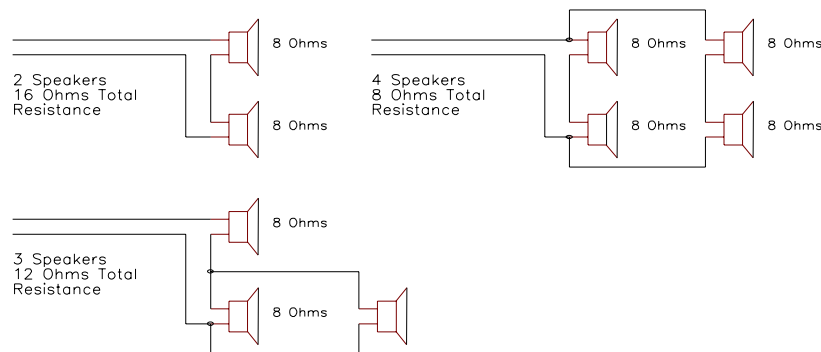 8 Ohms
2 Speakers
16 Ohms Total
Resistance
8 Ohms
8 Ohms
8 Ohms
4 Speakers
8 Ohms Total
Resistance
8 Ohms
8 Ohms
8 Ohms
3 Speakers
12 Ohms Total
Resistance
8 Ohms